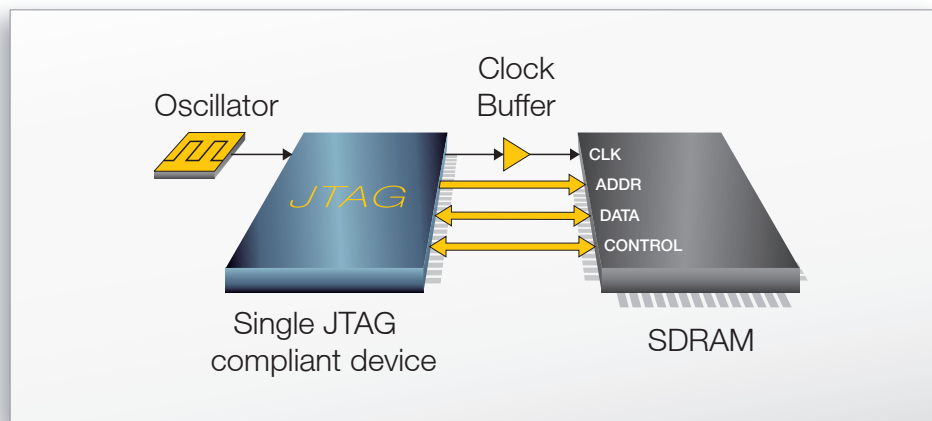 Clock
Buffer
Oscillator
CLK
ADDR
JTAG
DATA
CONTROL
Single JTAG
compliant device
SDRAM